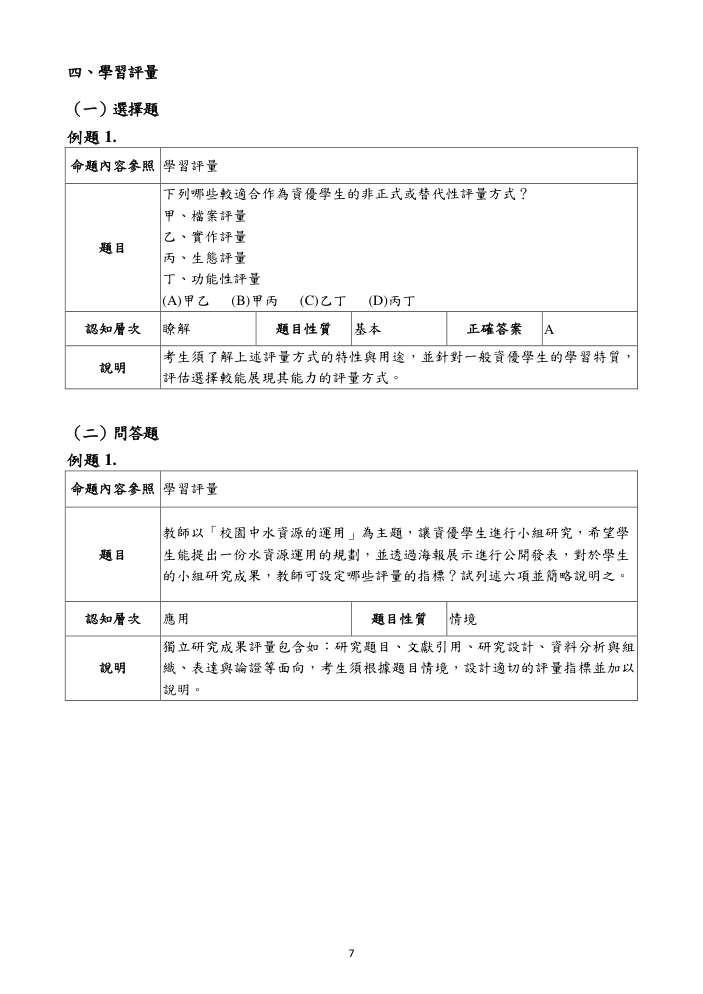 四、學習評量
（一）選擇題
例題 1.
命題內容參照 學習評量
題目
下列哪些較適合作為資優學生的非正式或替代性評量方式？
甲、檔案評量
乙、實作評量
丙、生態評量
丁、功能性評量
(A)甲乙 (B)甲丙 (C)乙丁 (D)丙丁
認知層次 瞭解 題目性質 基本 正確答案 A
說明
考生須了解上述評量方式的特性與用途，並針對一般資優學生的學習特質，
評估選擇較能展現其能力的評量方式。
（二）問答題
例題 1.
命題內容參照 學習評量
題目
教師以「校園中水資源的運用」為主題，讓資優學生進行小組研究，希望學
生能提出一份水資源運用的規劃，並透過海報展示進行公開發表，對於學生
的小組研究成果，教師可設定哪些評量的指標？試列述六項並簡略說明之。
認知層次 應用 題目性質 情境
說明
獨立研究成果評量包含如：研究題目、文獻引用、研究設計、資料分析與組
織、表達與論證等面向，考生須根據題目情境，設計適切的評量指標並加以
說明。
7